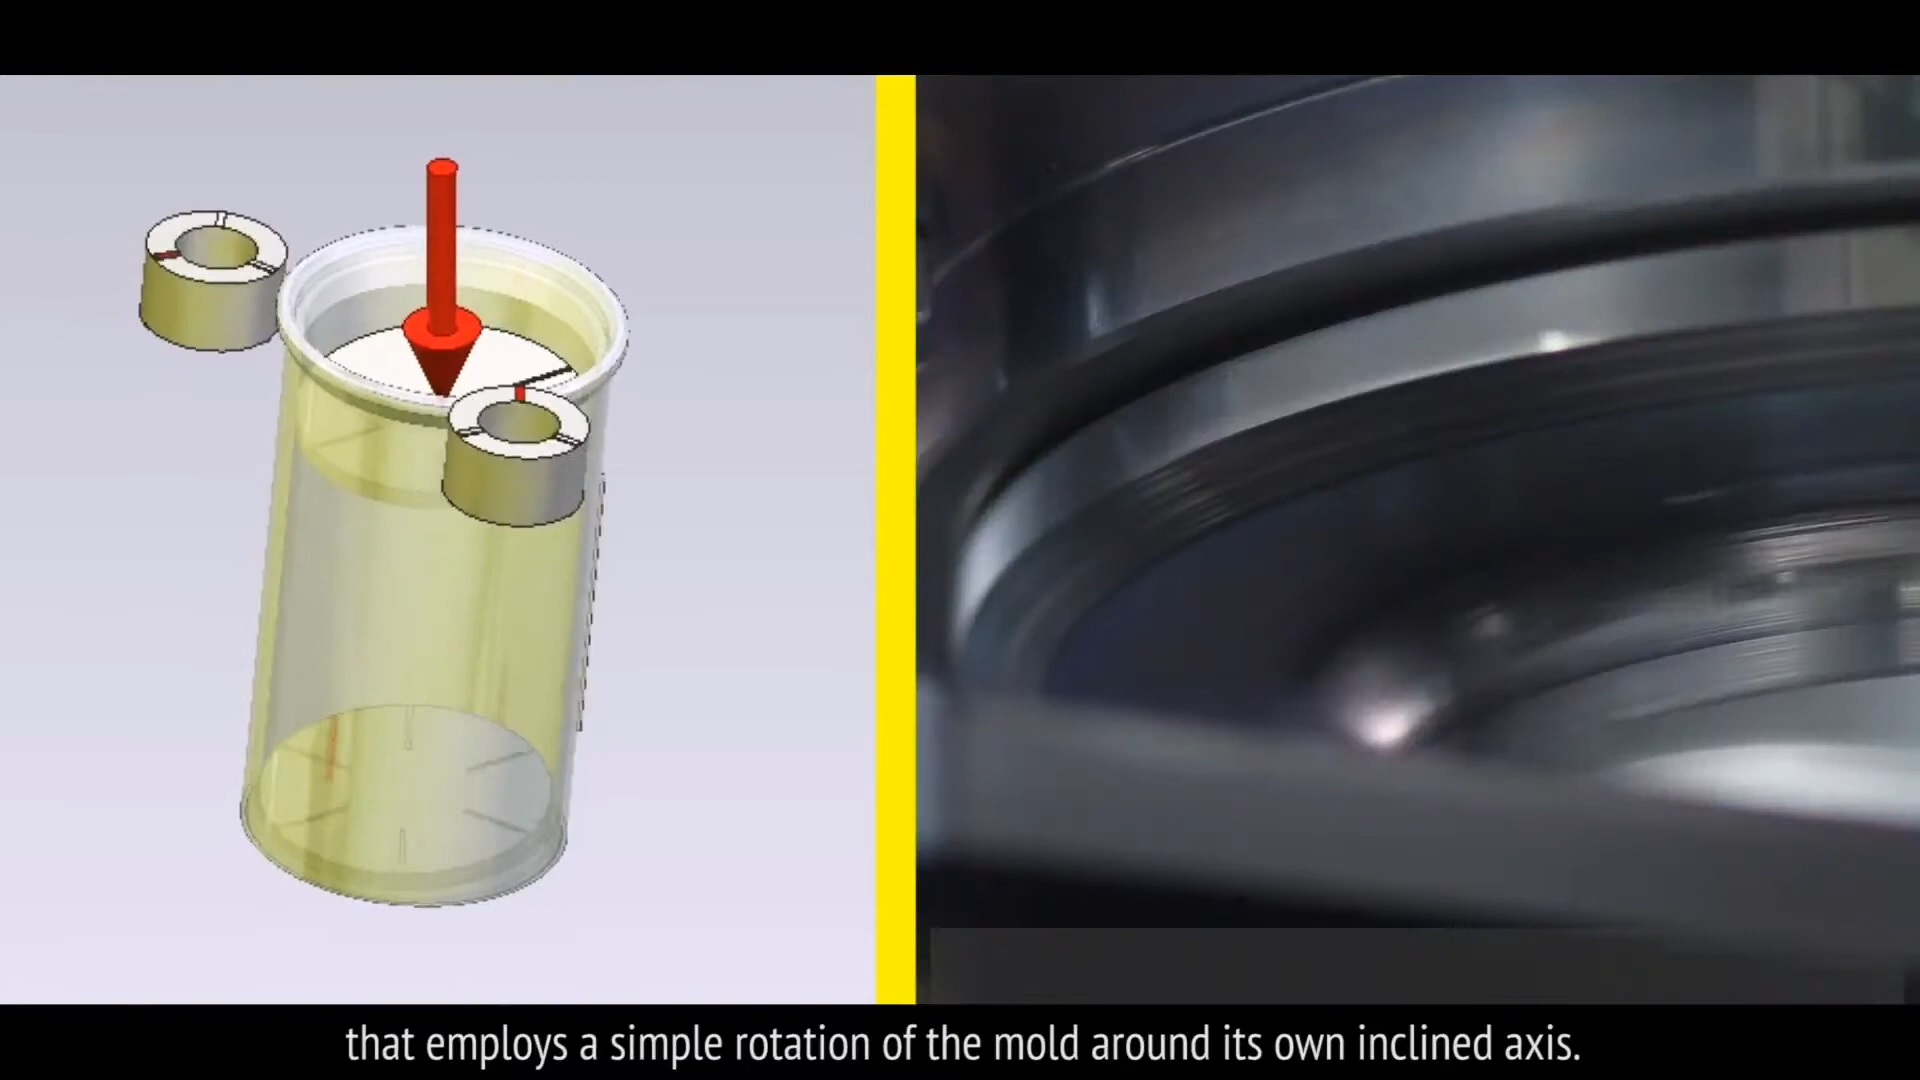 that employs a simple rotation of the mold around its own inclined axis.